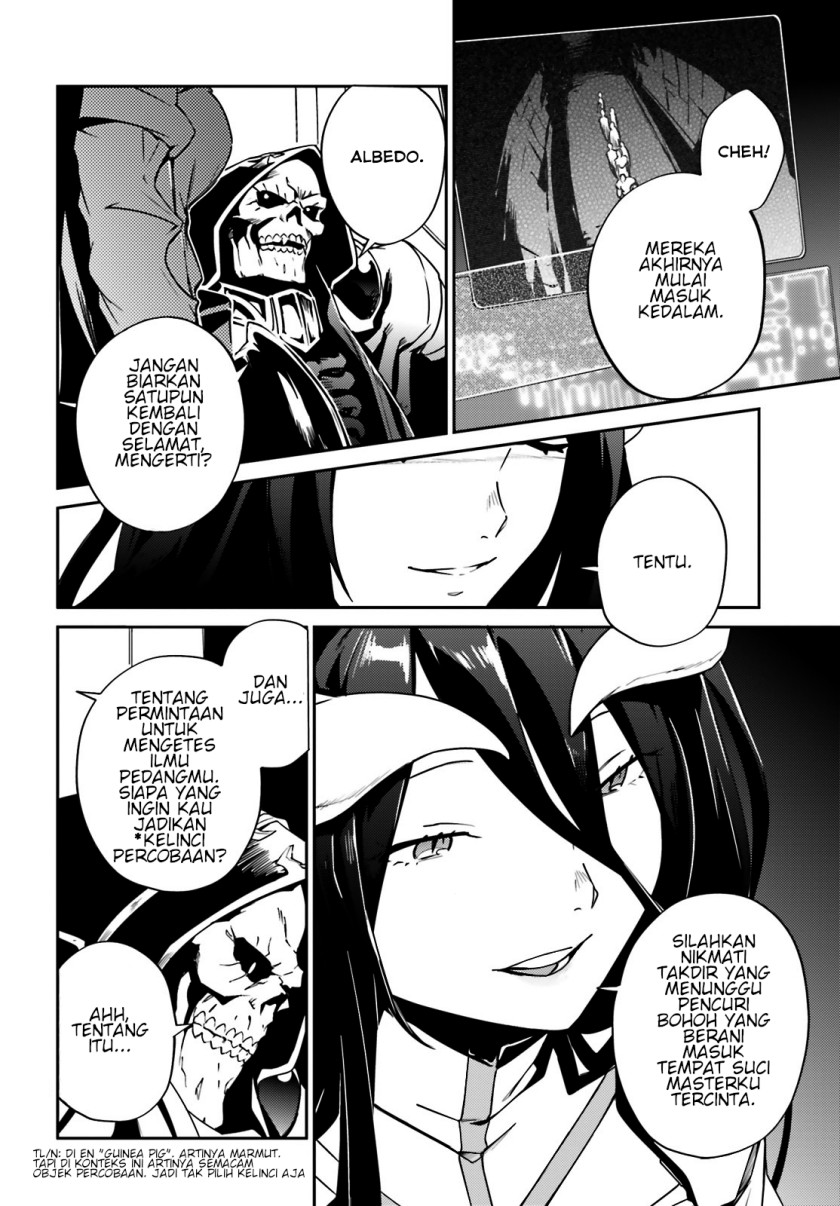 CHEH!
MEREKA
AKHIRNYA
MULAI
MASUK
KEDALAM.
ALBEDO.
JANGAN
BIARKAN
SATUPUN
KEMBALI
DENGAN
SELAMAT,
MENGERTI?
TENTU.
SILAHKAN
NIKMATI
TAKDIR YANG
MENUNGGU
PENCURI
BOHOH YANG
BERANI
MASUK
TEMPAT SUCI
MASTERKU
TERCINTA.
DAN
JUGA...
TENTANG
PERMINTAAN
UNTUK
MENGETES
ILMU
PEDANGMU.
SIAPA YANG
INGIN KAU
JADIKAN
*KELINCI
PERCOBAAN?
AHH,
TENTANG
ITU...
TL/N: DI EN "GUINEA PIG". ARTINYA MARMUT.
TAPI DI KONTEKS INI ARTINYA SEMACAM
OBJEK PERCOBAAN. JADI TAK PILIH KELINCI AJA